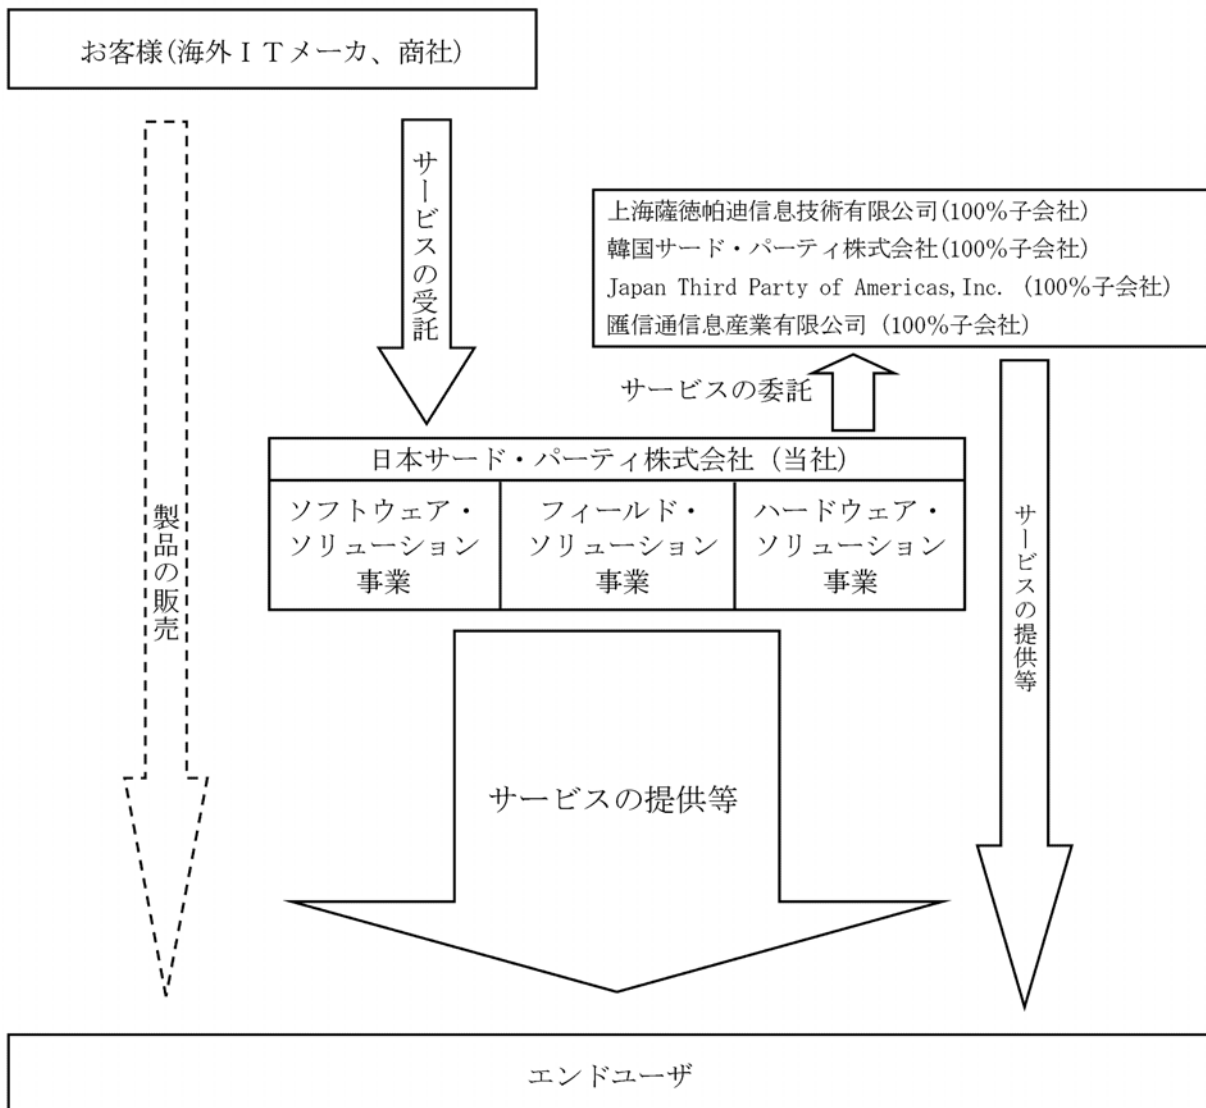 お客様(海外ＩＴメーカ、商社)
サービスの受託
上海薩徳帕迪信息技術有限公司(100％子会社)
韓国サード・パーティ株式会社(100％子会社)
Japan Third Party of Americas,Inc. (100％子会社)
匯信通信息産業有限公司 (100％子会社)
サービスの委託
日本サード・パーティ株式会社 (当社)
ソフトウェア・
ソリューション
事業
フィールド・
ソリューション
事業
ハードウェア・
ソリューション
事業
製品の販売
サービスの提供等
サービスの提供等
エンドユーザ